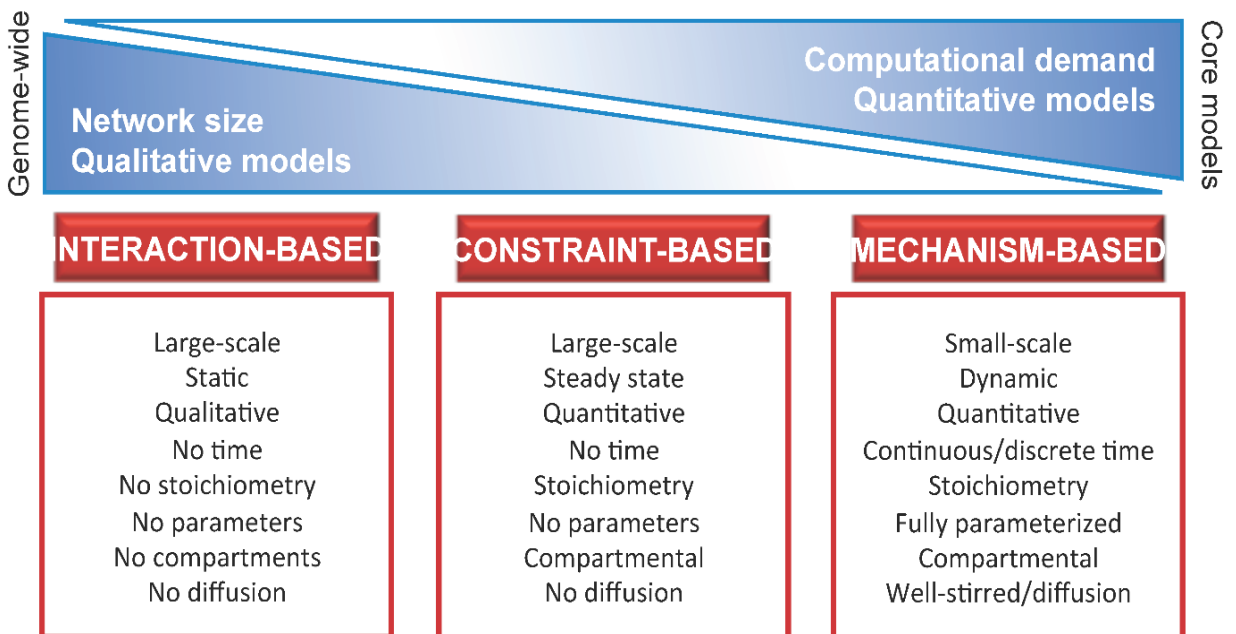 Genome-wide
Network size
Qualitative models
Computational demand
Quantitative models
Core models
INTERACTION-BASED
Large-scale
Static
Qualitative
No time
No stoichiometry
No parameters
No compartments
No diffusion
CONSTRAINT-BASED
Large-scale
Steady state
Quantitative
No time
Stoichiometry
No parameters
Compartmental
No diffusion
MECHANISM-BASED
Small-scale
Dynamic
Quantitative
Continuous/discrete time
Stoichiometry
Fully parameterized
Compartmental
Well-stirred/diffusion